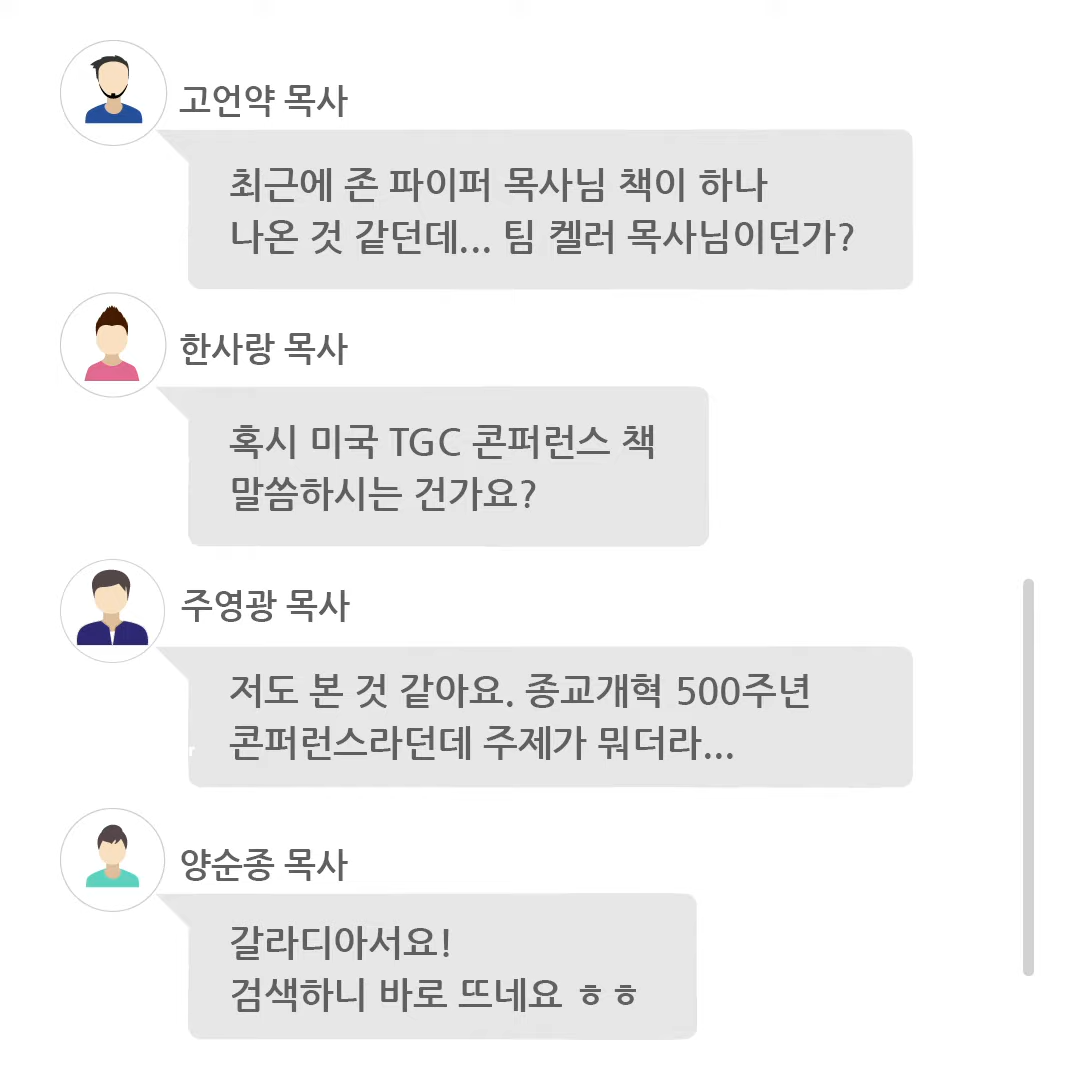 고언약 목사
최근에 존 파이퍼 목사님 책이 하나
나온 것 같던데... 팀 켈러 목사님이던가?
한사랑 목사
혹시 미국 TGC 콘퍼런스 책
말씀하시는 건가요?
주영광 목사
저도 본 것 같아요. 종교개혁 500주년
콘퍼런스라던데 주제가 뭐더라...
양순종 목사
갈라디아서요!
검색하니 바로 뜨네요 ㅎㅎ